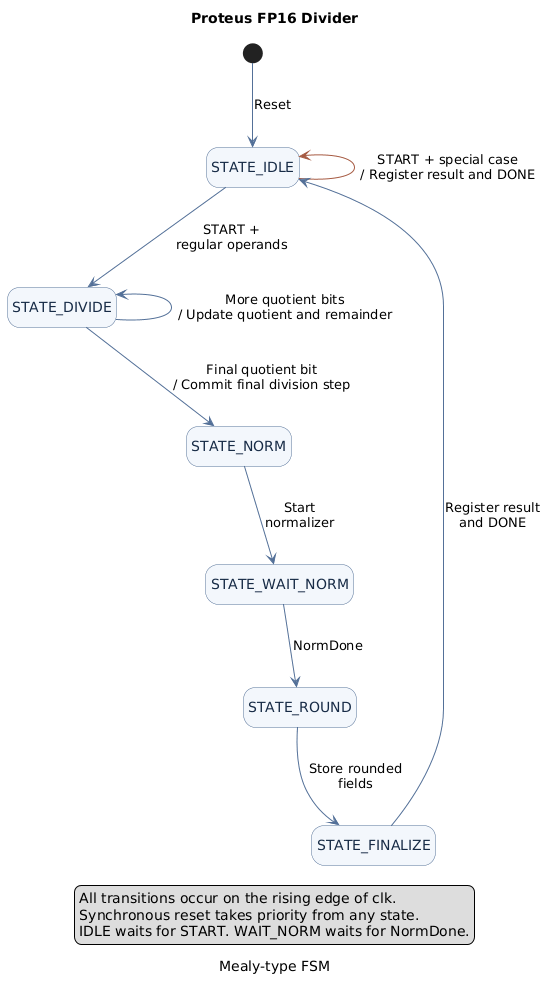 Proteus FP16 Divider
Reset
STATE_IDLE
START + special case
/ Register result and DONE
START +
regular operands
STATE_DIVIDE
More quotient bits
/ Update quotient and remainder
Final quotient bit
/ Commit final division step
STATE_NORM
Start
normalizer
Register result
and DONE
STATE_WAIT_NORM
NormDone
STATE_ROUND
Store rounded
fields
STATE_FINALIZE
All transitions occur on the rising edge of clk.
Synchronous reset takes priority from any state.
IDLE waits for START. WAIT_NORM waits for NormDone.
Mealy-type FSM